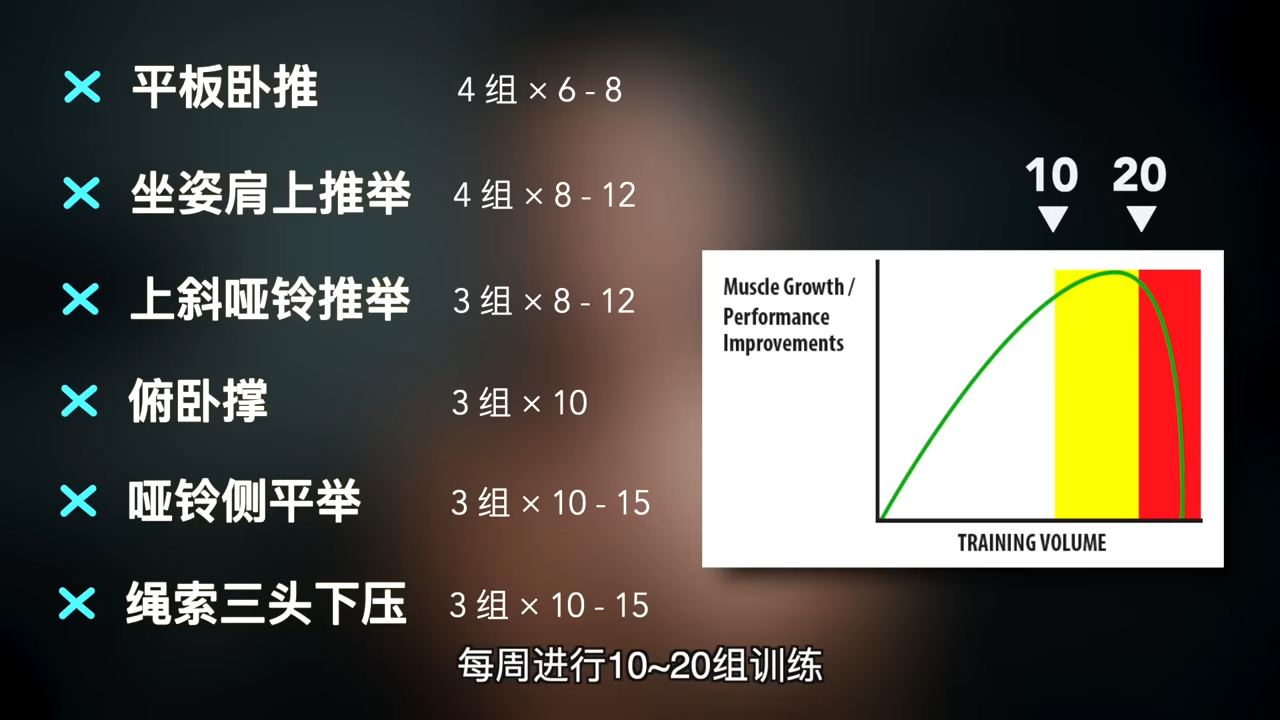 平板卧推 4 组 × 6 - 8
坐姿肩上推举 4 组 × 8 - 12
上斜哑铃推举 3 组 × 8 - 12
俯卧撑 3 组 × 10
哑铃侧平举 3 组 × 10 - 15
绳索三头下压 3 组 × 10 - 15
10 20
Muscle Growth /
Performance
Improvements
TRAINING VOLUME
每周进行10~20组训练